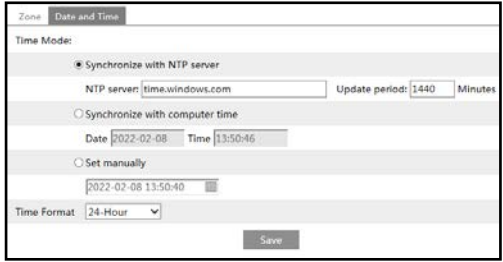 Zone Date and Time
Time Mode:
Synchronize with NTP server
NTP server: time.windows.com Update period: 1440 Minutes
Synchronize with computer time
Date 2022-02-08 Time 13:50:46
Set manually
2022-02-08 13:50:40
Time Format 24-Hour
Save